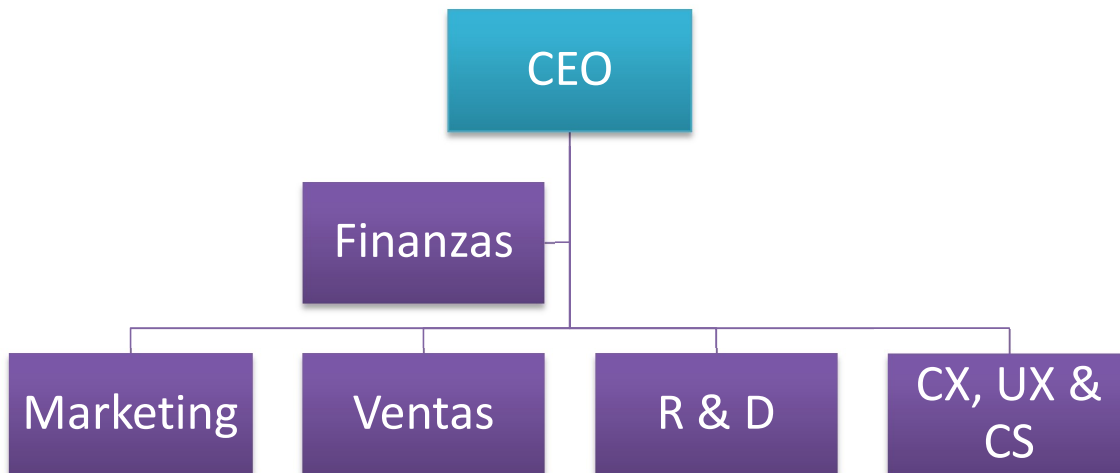 CEO
Finanzas
Marketing
Ventas
R & D
CX, UX &
CS